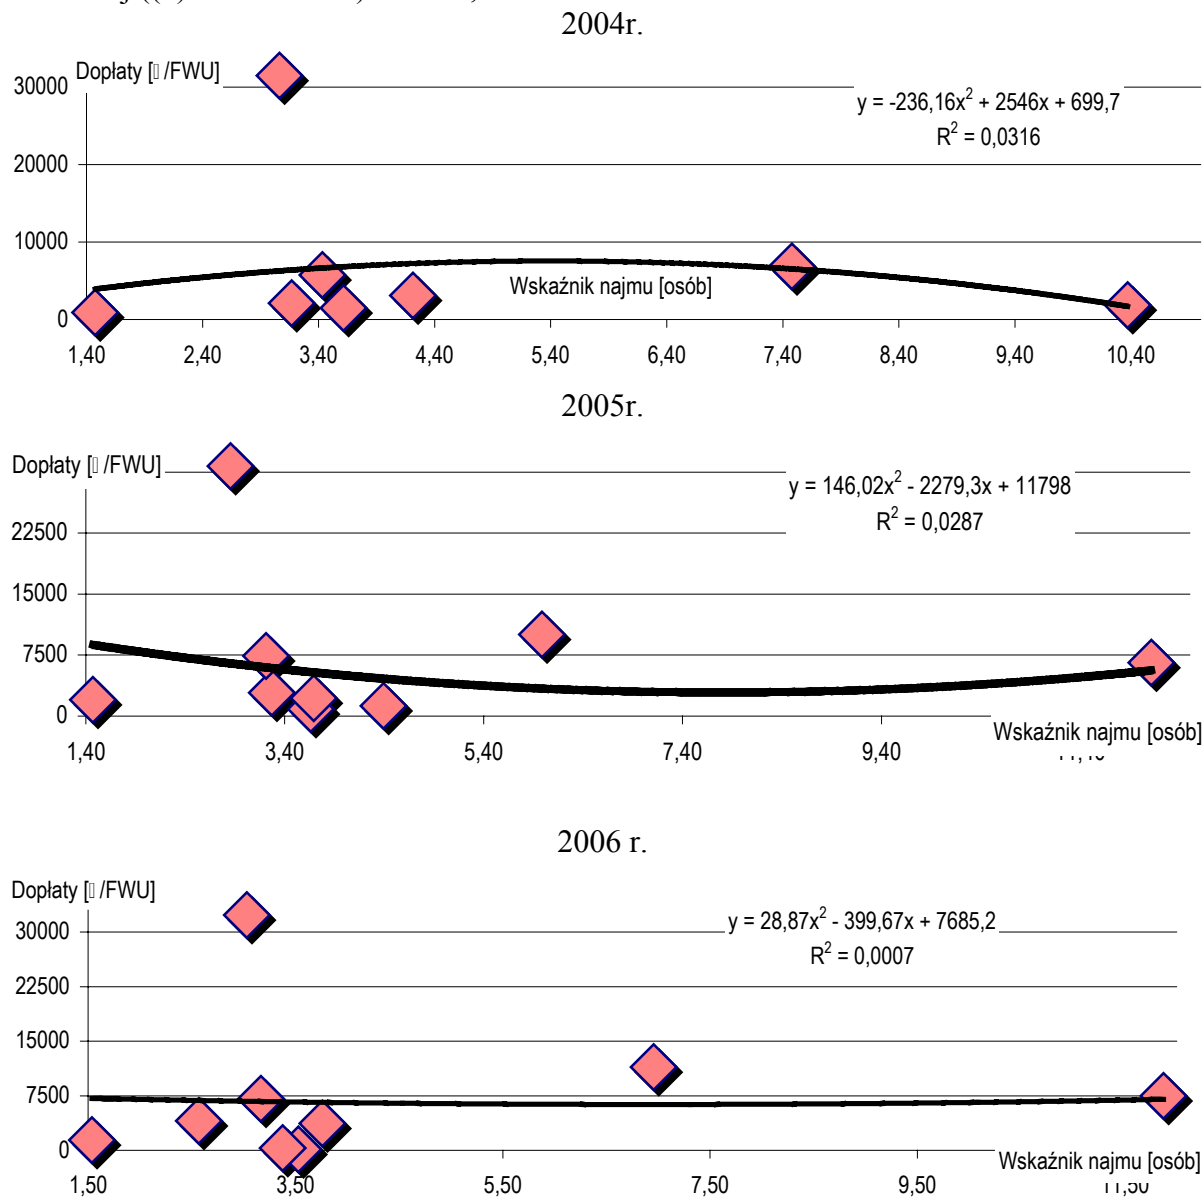 2004r.
Dopłaty [▯/FWU]
y = -236,16x² + 2546x + 699,7
R² = 0,0316
30000
20000
10000
0
Wskaźnik najmu [osób]
1,40 2,40 3,40 4,40 5,40 6,40 7,40 8,40 9,40 10,40
2005r.
Dopłaty [▯/FWU]
y = 146,02x² - 2279,3x + 11798
R² = 0,0287
22500
15000
7500
0
Wskaźnik najmu [osób]
1,40 3,40 5,40 7,40 9,40
2006 r.
Dopłaty [▯/FWU]
y = 28,87x² - 399,67x + 7685,2
R² = 0,0007
30000
22500
15000
7500
0
Wskaźnik najmu [osób]
1,50 3,50 5,50 7,50 9,50 11,50